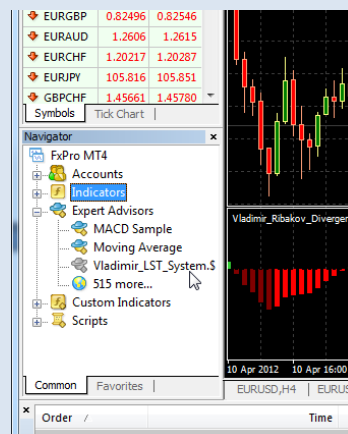 EURGBP 0.82496 0.82546
EURAUD 1.2606 1.2615
EURCHF 1.20217 1.20287
EURJPY 105.816 105.851
GBPCHF 1.45661 1.45780
Symbols Tick Chart
Navigator
FxPro MT4
Accounts
Indicators
Expert Advisors
MACD Sample
Moving Average
Vladimir_LST_System.$
515 more...
Custom Indicators
Scripts
Common Favorites
Vladimir_Ribakov_Diverger
10 Apr 2012 10 Apr 16:00
EURUSD,H4 EURUS
Order / Time